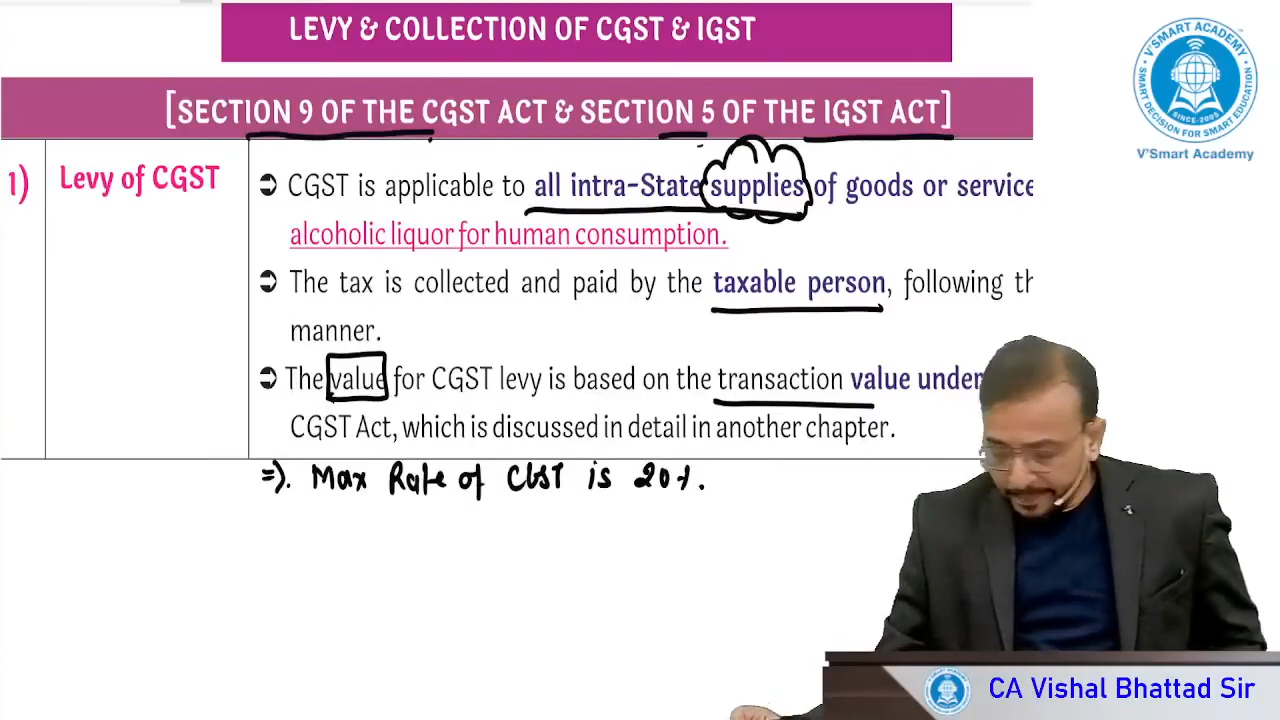 LEVY & COLLECTION OF CGST & IGST
[SECTION 9 OF THE CGST ACT & SECTION 5 OF THE IGST ACT]
1) Levy of CGST
➲ CGST is applicable to all intra-State supplies of goods or service
alcoholic liquor for human consumption.
➲ The tax is collected and paid by the taxable person, following th
manner.
➲ The value for CGST levy is based on the transaction value under
CGST Act, which is discussed in detail in another chapter.
=). Max Rate of CGST is 20%.
V'SMART ACADEMY
SMART DECISION FOR SMART EDUCATION
SINCE-2005
V'Smart Academy
CA Vishal Bhattad Sir